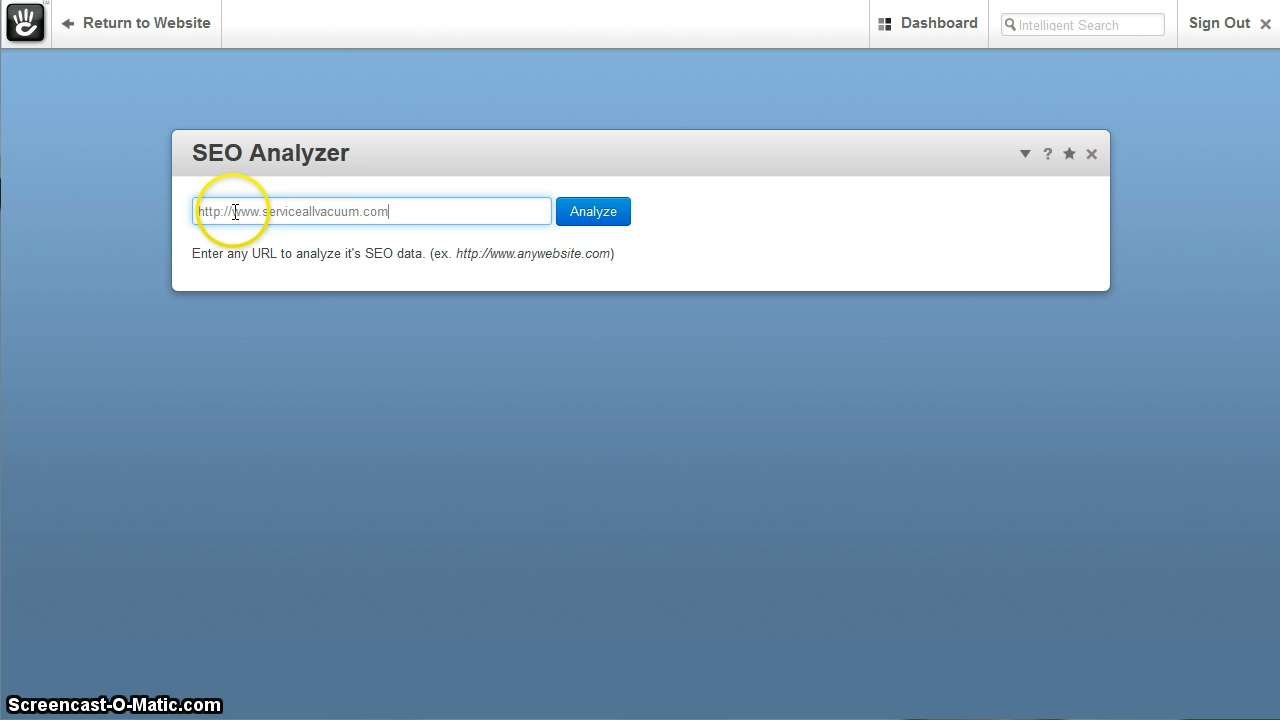 Return to Website
Dashboard
Intelligent Search
Sign Out
SEO Analyzer
?
http://www.serviceallvacuum.com
Analyze
Enter any URL to analyze it's SEO data. (ex. http://www.anywebsite.com)
Screencast-O-Matic.com